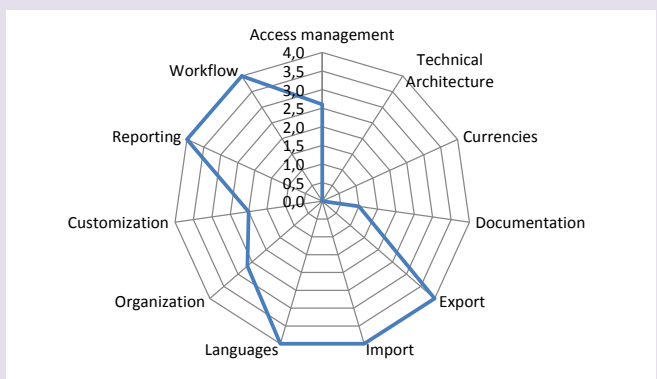 Access management
Technical
Architecture
Currencies
Documentation
Export
Import
Languages
Organization
Customization
Reporting
Workflow
4,0
3,5
3,0
2,5
2,0
1,5
1,0
0,5
0,0